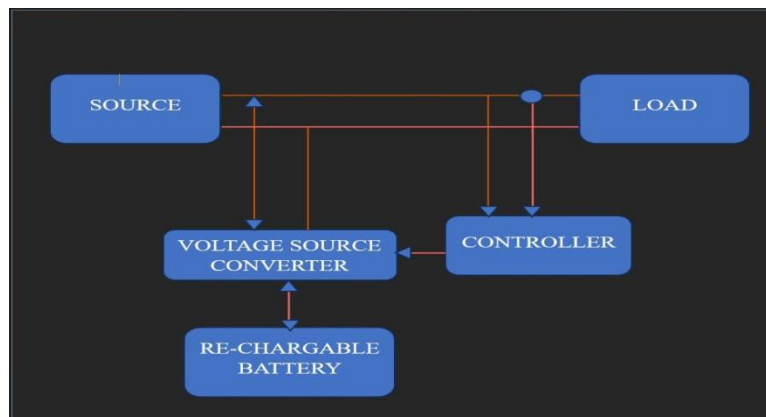 SOURCE
LOAD
VOLTAGE SOURCE
CONVERTER
CONTROLLER
RE-CHARGABLE
BATTERY